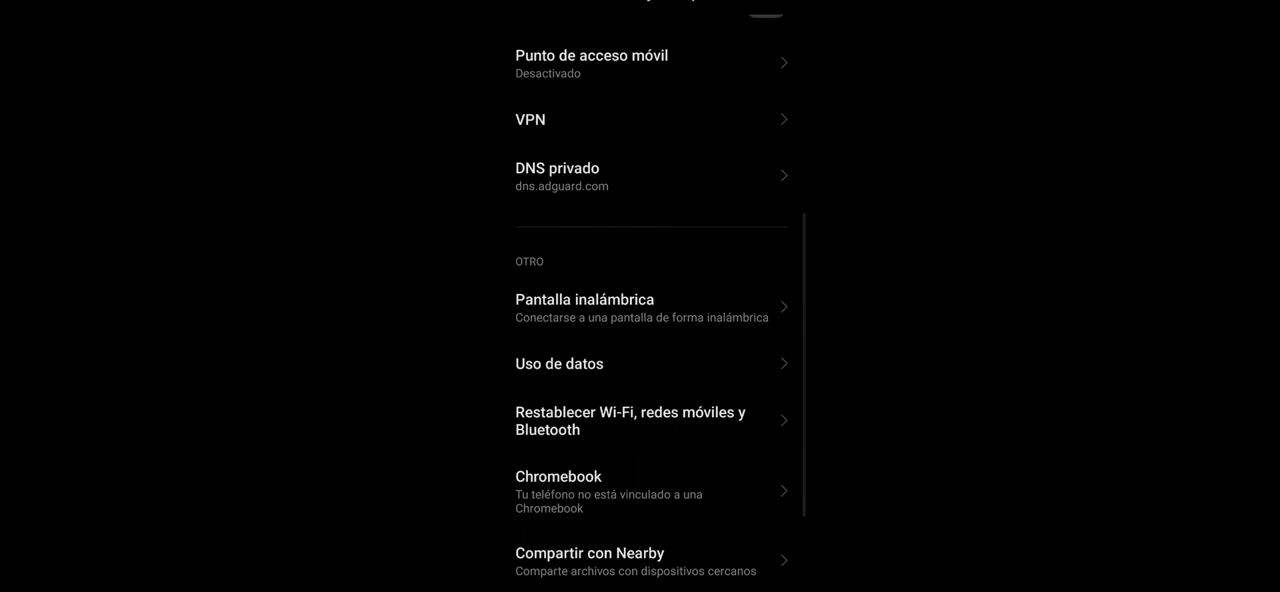 Punto de acceso móvil
Desactivado
VPN
DNS privado
dns.adguard.com
OTRO
Pantalla inalámbrica
Conectarse a una pantalla de forma inalámbrica
Uso de datos
Restablecer Wi-Fi, redes móviles y
Bluetooth
Chromebook
Tu teléfono no está vinculado a una
Chromebook
Compartir con Nearby
Comparte archivos con dispositivos cercanos